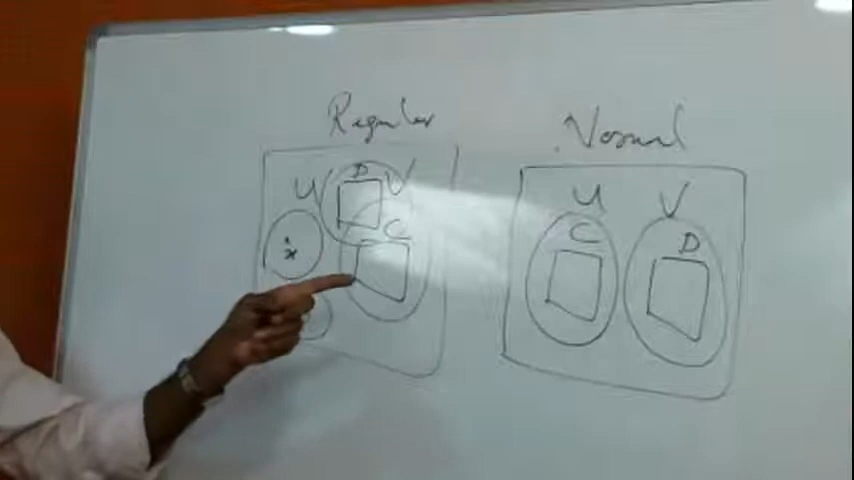 Regular
Normal
U D V
x C
U V
C D